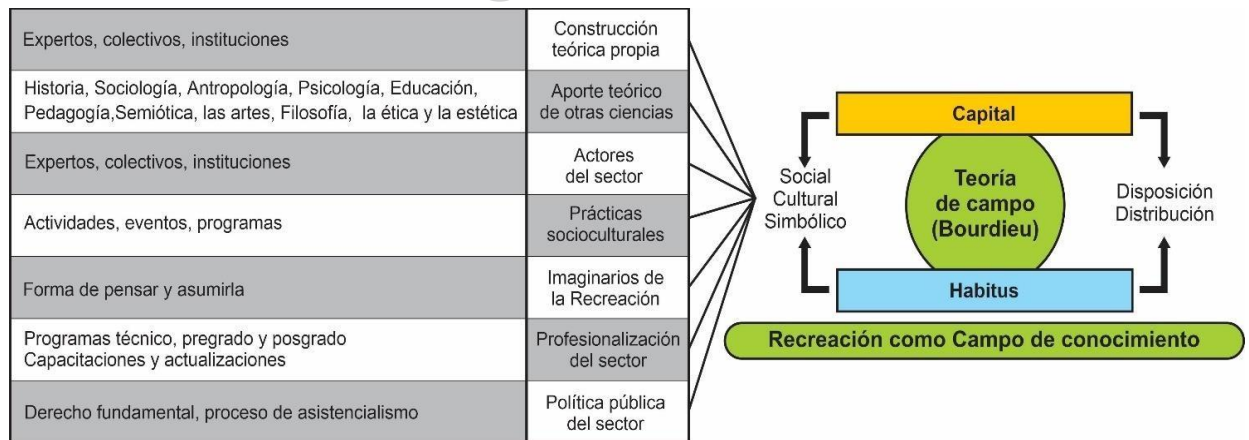 Expertos, colectivos, instituciones
Construcción
teórica propia
Historia, Sociología, Antropología, Psicología, Educación,
Pedagogía,Semiótica, las artes, Filosofía, la ética y la estética
Aporte teórico
de otras ciencias
Expertos, colectivos, instituciones
Actores
del sector
Actividades, eventos, programas
Prácticas
socioculturales
Forma de pensar y asumirla
Imaginarios de
la Recreación
Programas técnico, pregrado y posgrado
Capacitaciones y actualizaciones
Profesionalización
del sector
Derecho fundamental, proceso de asistencialismo
Política pública
del sector
Social
Cultural
Simbólico
Capital
Teoría
de campo
(Bourdieu)
Habitus
Disposición
Distribución
Recreación como Campo de conocimiento